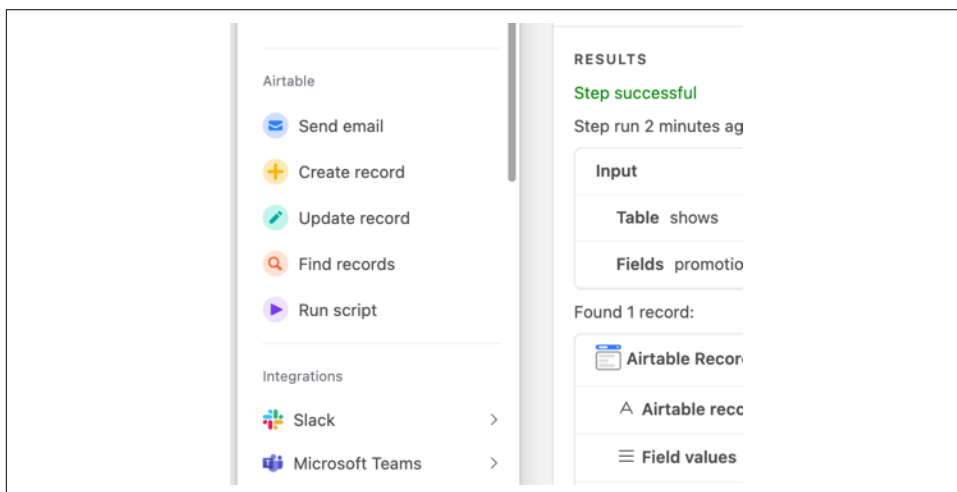 Airtable
Send email
Create record
Update record
Find records
Run script
Integrations
Slack
Microsoft Teams
RESULTS
Step successful
Step run 2 minutes ag
Input
Table shows
Fields promotio
Found 1 record:
Airtable Recor
A Airtable reco
Field values